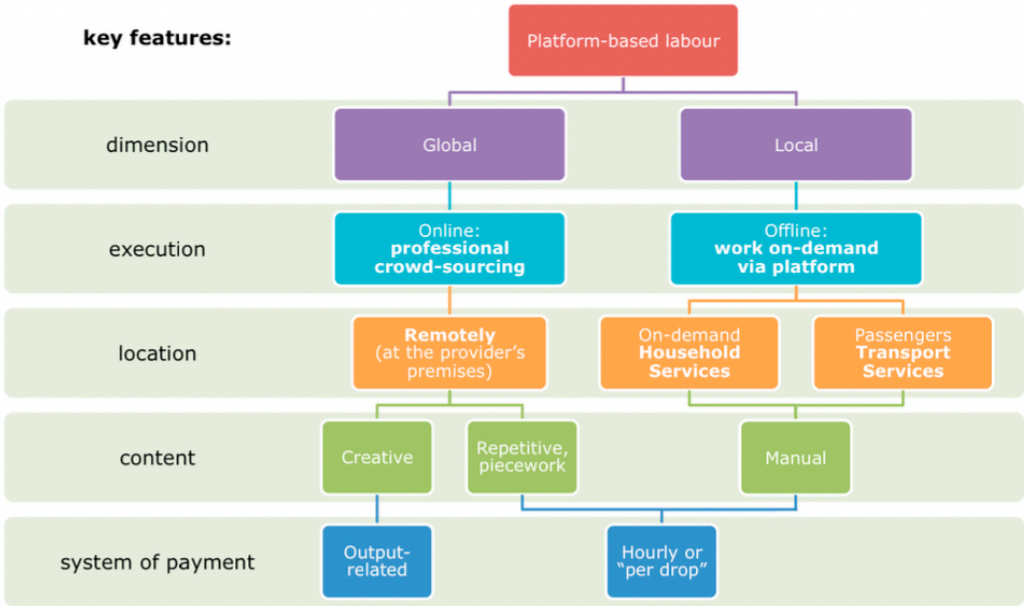 key features:
Platform-based labour
dimension
Global
Local
execution
Online:
professional
crowd-sourcing
Offline:
work on-demand
via platform
location
Remotely
(at the provider's
premises)
On-demand
Household
Services
Passengers
Transport
Services
content
Creative
Repetitive,
piecework
Manual
system of payment
Output-
related
Hourly or
“per drop”